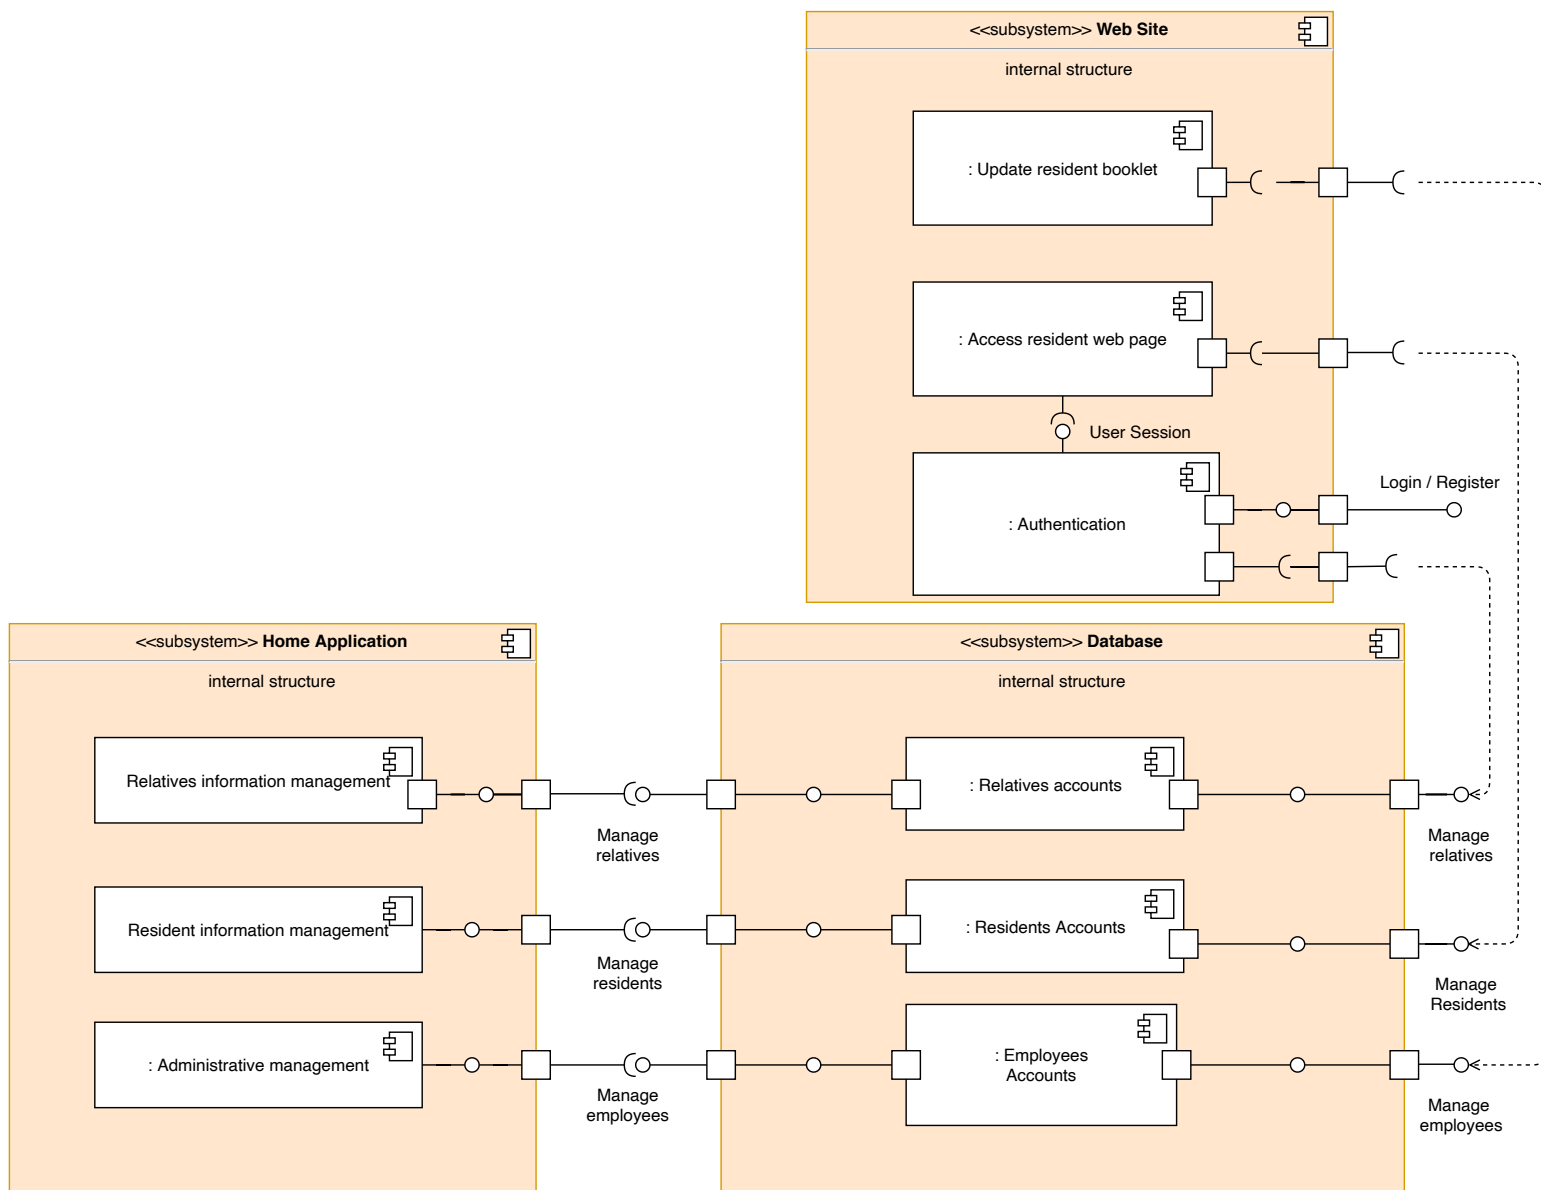 <<subsystem>> Web Site
internal structure
: Update resident booklet
: Access resident web page
User Session
Login / Register
: Authentication
<<subsystem>> Home Application
internal structure
Relatives information management
Resident information management
: Administrative management
Manage
relatives
Manage
residents
Manage
employees
<<subsystem>> Database
internal structure
: Relatives accounts
: Residents Accounts
: Employees
Accounts
Manage
relatives
Manage
Residents
Manage
employees